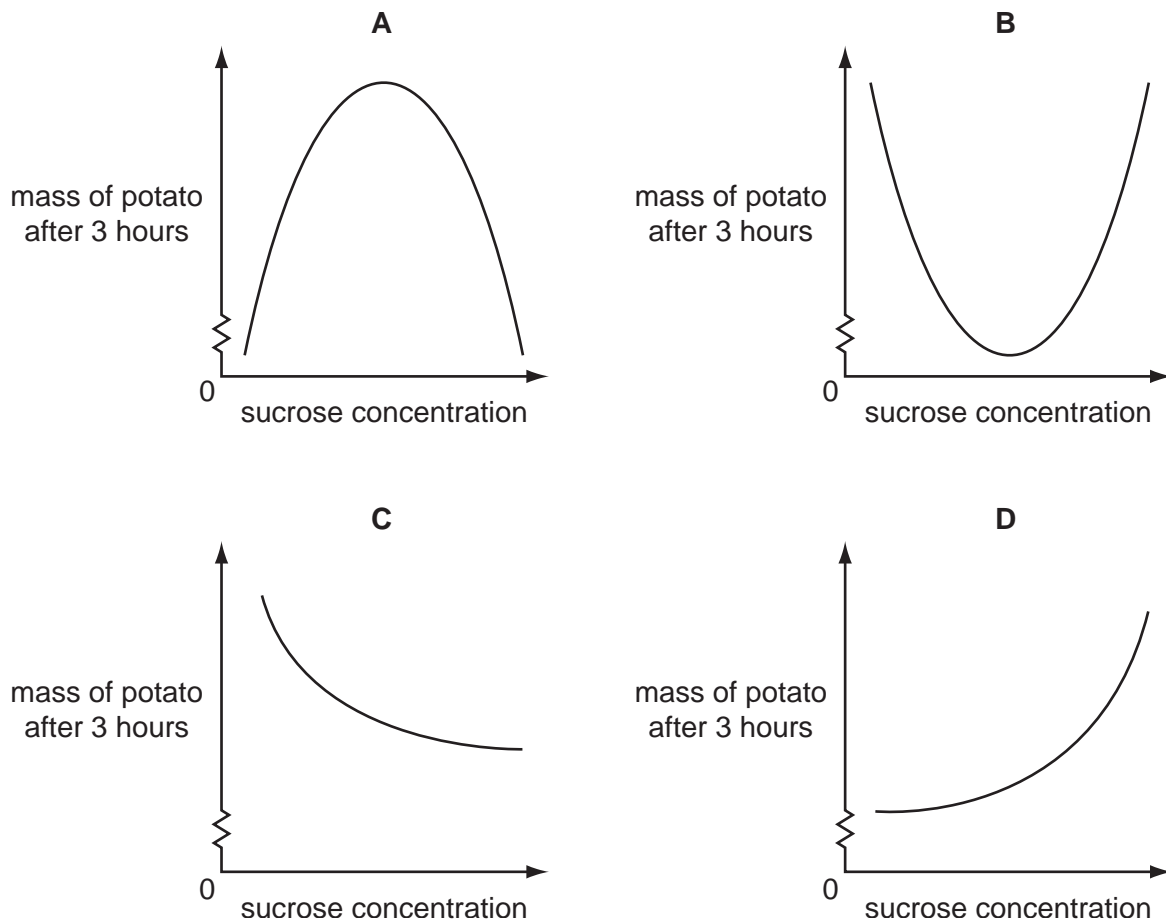 A
mass of potato
after 3 hours
0
sucrose concentration
B
mass of potato
after 3 hours
0
sucrose concentration
C
mass of potato
after 3 hours
0
sucrose concentration
D
mass of potato
after 3 hours
0
sucrose concentration